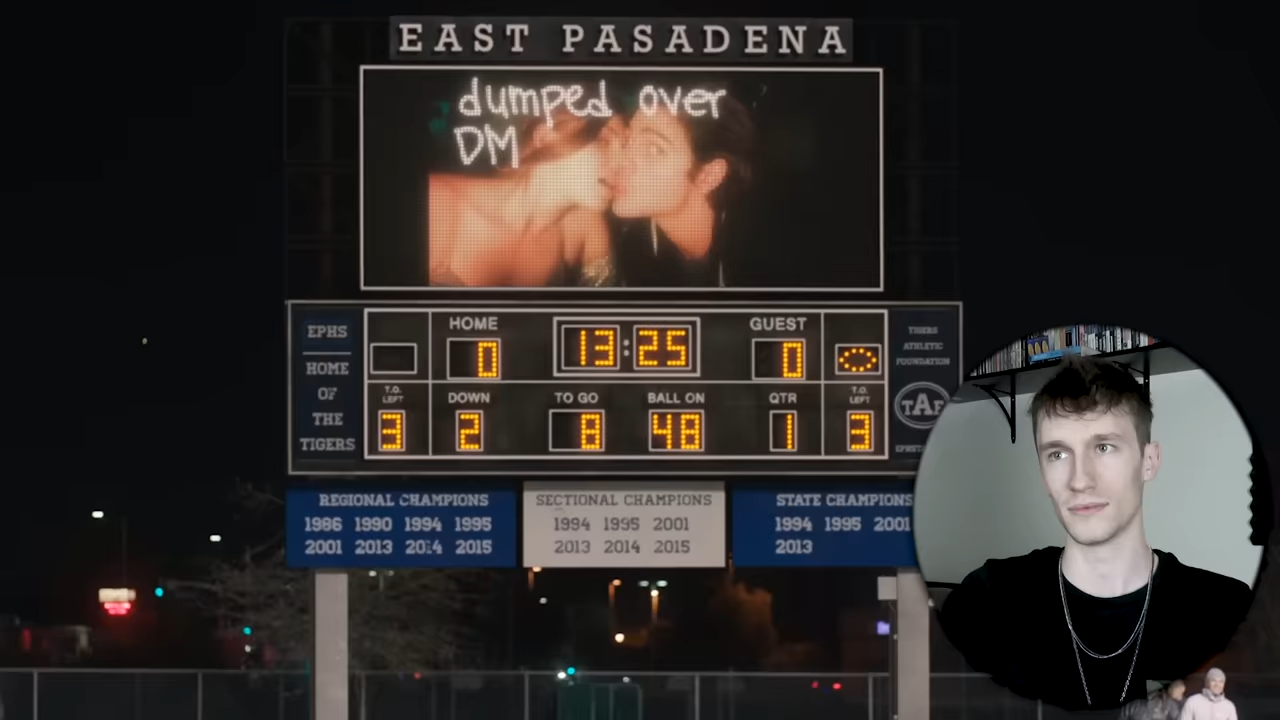 EAST PASADENA
dumped over
DM
EPHS
HOME
OF
THE
TIGERS
HOME
0
13:25
GUEST
0
TIGERS
ATHLETIC
FOUNDATION
T.O.
LEFT
3
DOWN
2
TO GO
8
BALL ON
48
QTR
1
T.O.
LEFT
3
TAF
REGIONAL CHAMPIONS
1986 1990 1994 1995
2001 2013 2014 2015
SECTIONAL CHAMPIONS
1994 1995 2001
2013 2014 2015
STATE CHAMPIONS
1994 1995 2001
2013